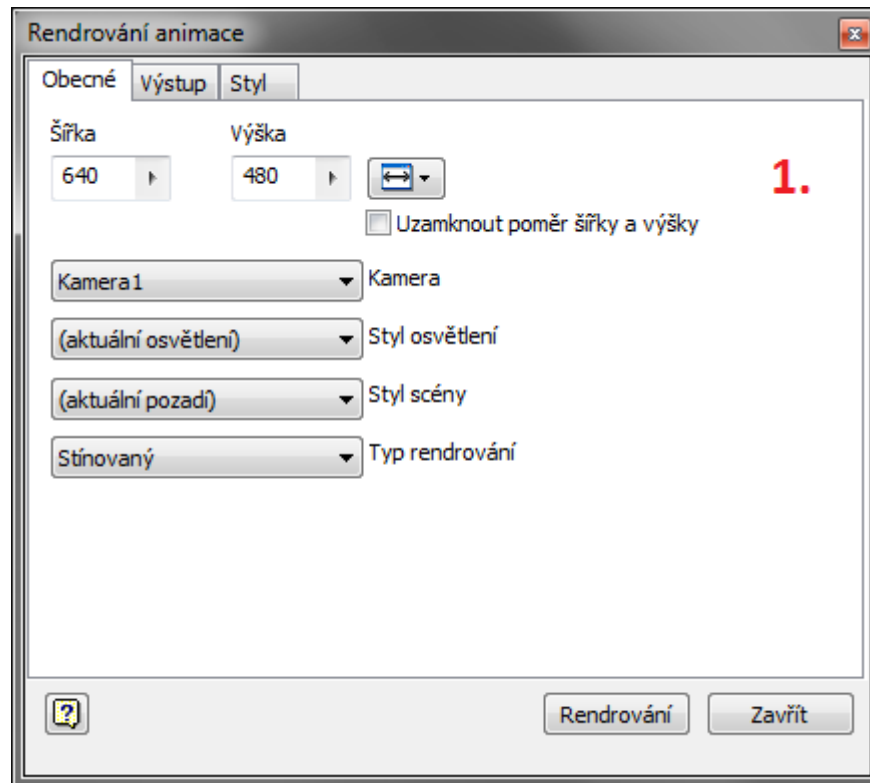 Rendrování animace
Obecné Výstup Styl
Šířka Výška
640 480
1.
Uzamknout poměr šířky a výšky
Kamera1 Kamera
(aktuální osvětlení) Styl osvětlení
(aktuální pozadí) Styl scény
Stínovaný Typ rendrování
Rendrování Zavřít